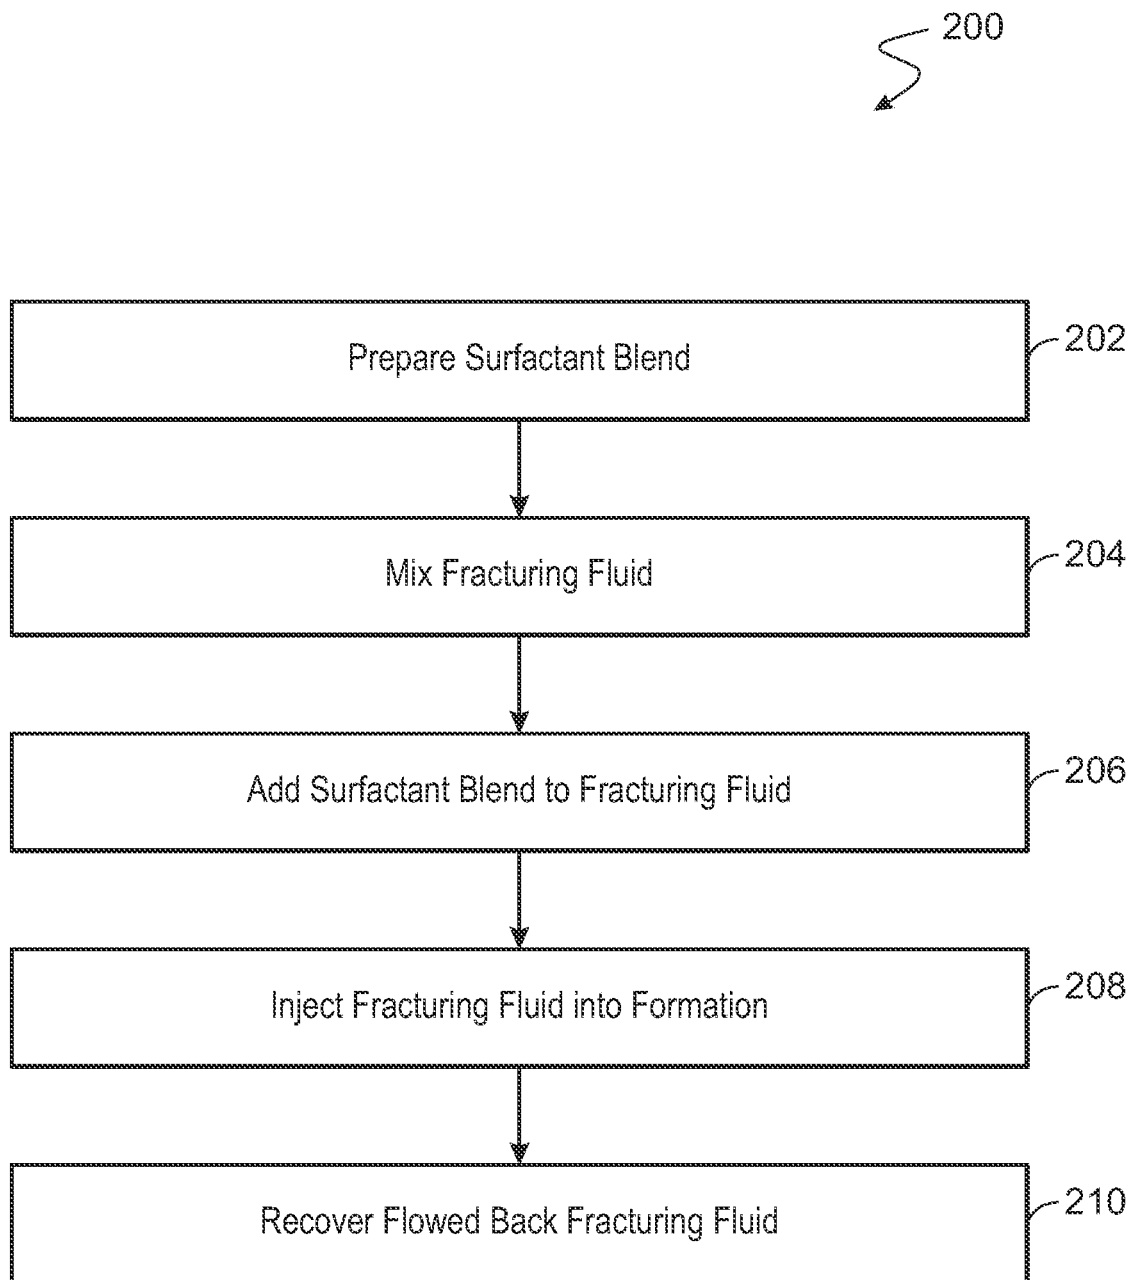 200
Prepare Surfactant Blend
202
Mix Fracturing Fluid
204
Add Surfactant Blend to Fracturing Fluid
206
Inject Fracturing Fluid into Formation
208
Recover Flowed Back Fracturing Fluid
210